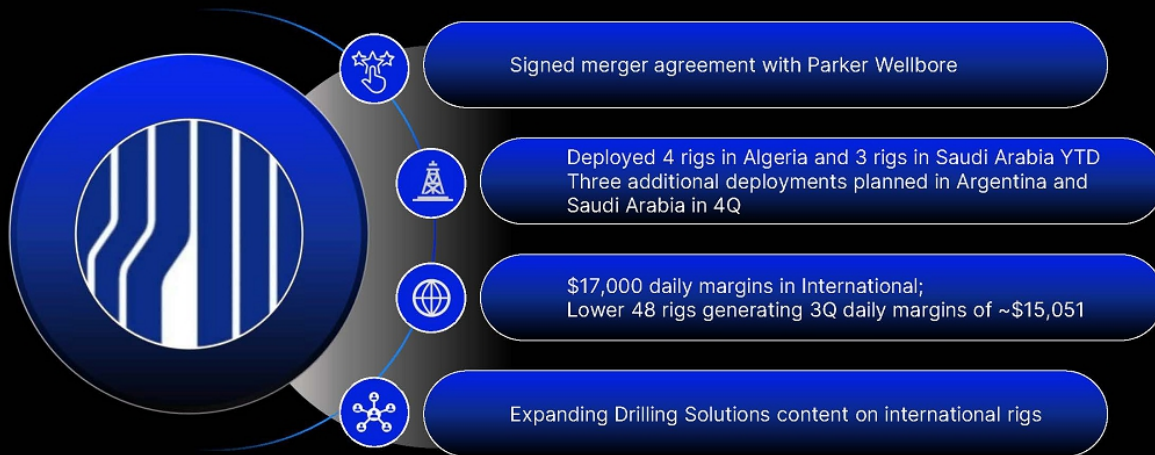 Signed merger agreement with Parker Wellbore
Deployed 4 rigs in Algeria and 3 rigs in Saudi Arabia YTD
Three additional deployments planned in Argentina and
Saudi Arabia in 4Q
$17,000 daily margins in International;
Lower 48 rigs generating 3Q daily margins of ~$15,051
Expanding Drilling Solutions content on international rigs